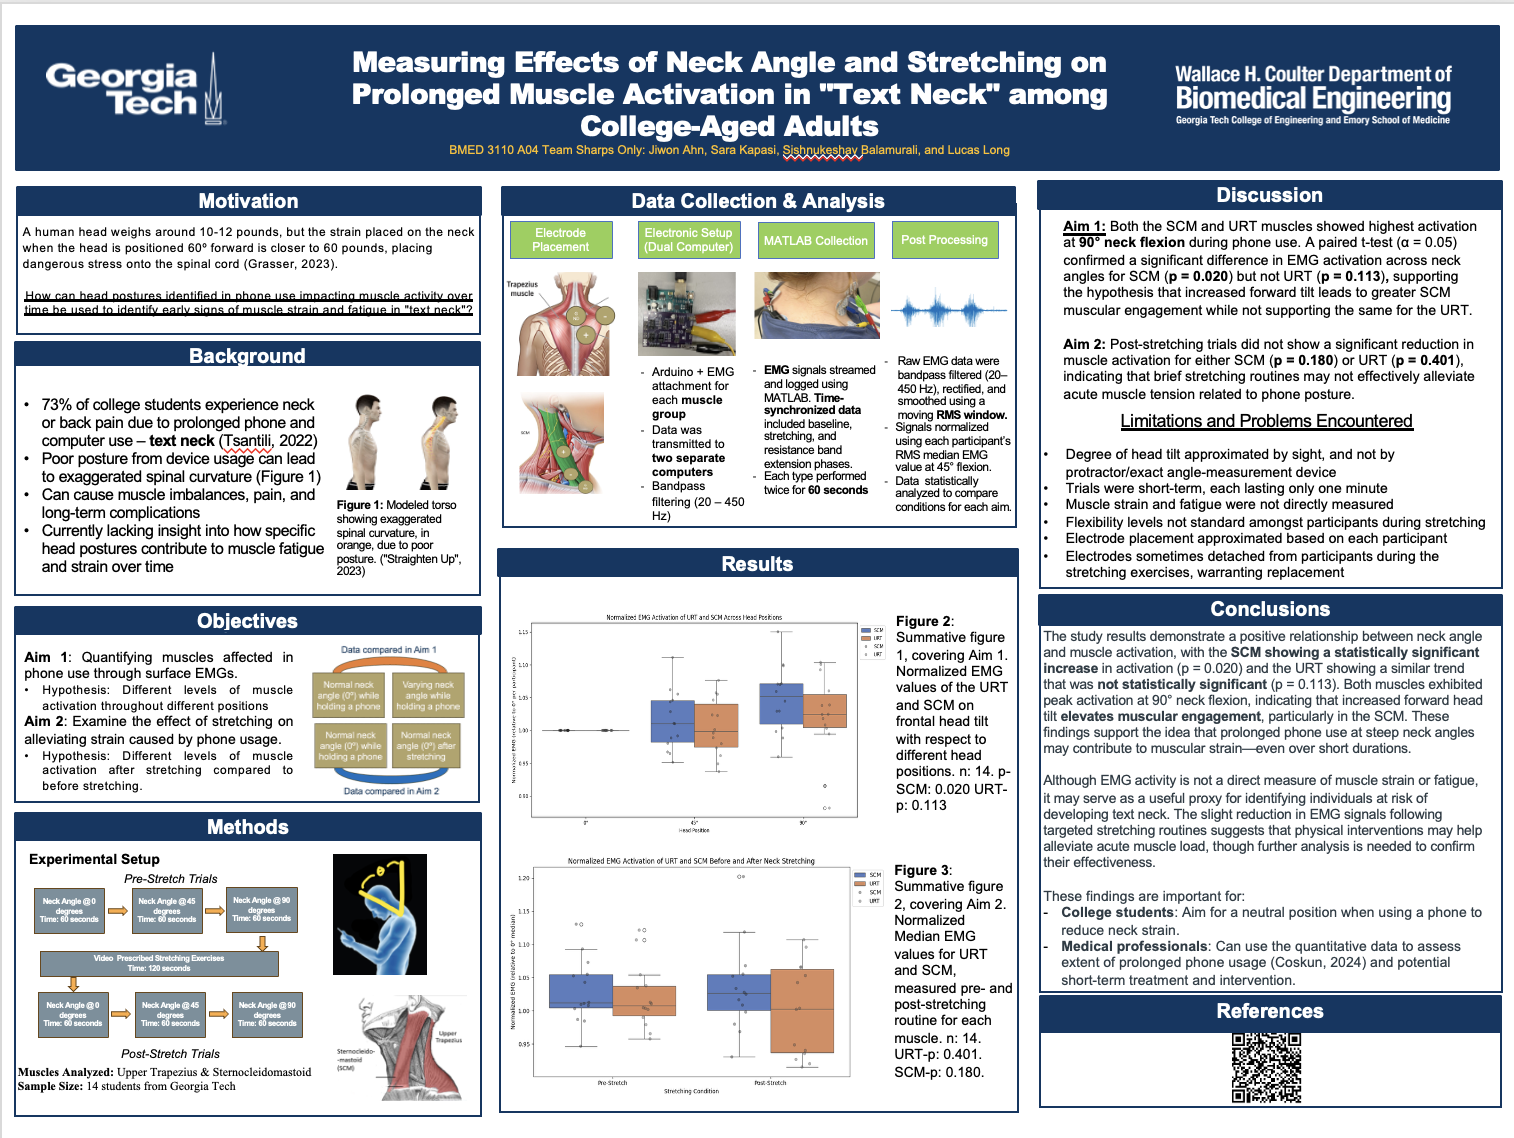 Georgia
Tech
Measuring Effects of Neck Angle and Stretching on
Prolonged Muscle Activation in "Text Neck" among
College-Aged Adults
BMED 3110 A04 Team Sharps Only: Jiwon Ahn, Sara Kapasi, Sishnukeshav Balamurali, and Lucas Long
Wallace H. Coulter Department of
Biomedical Engineering
Georgia Tech College of Engineering and Emory School of Medicine
Motivation
A human head weighs around 10-12 pounds, but the strain placed on the neck
when the head is positioned 60º forward is closer to 60 pounds, placing
dangerous stress onto the spinal cord (Grasser, 2023).
How can head postures identified in phone use impacting muscle activity over
time be used to identify early signs of muscle strain and fatigue in "text neck"?
Background
• 73% of college students experience neck
or back pain due to prolonged phone and
computer use – text neck (Tsantili, 2022)
• Poor posture from device usage can lead
to exaggerated spinal curvature (Figure 1)
• Can cause muscle imbalances, pain, and
long-term complications
• Currently lacking insight into how specific
head postures contribute to muscle fatigue
and strain over time
Figure 1: Modeled torso
showing exaggerated
spinal curvature, in
orange, due to poor
posture. ("Straighten Up",
2023)
Objectives
Aim 1: Quantifying muscles affected in
phone use through surface EMGs.
• Hypothesis: Different levels of muscle
activation throughout different positions
Aim 2: Examine the effect of stretching on
alleviating strain caused by phone usage.
• Hypothesis: Different levels of muscle
activation after stretching compared to
before stretching.
Data compared in Aim 1
Normal neck
angle (0º) while
holding a phone
Varying neck
angle while
holding a phone
Normal neck
angle (0º) while
holding a phone
Normal neck
angle (0º) after
stretching
Data compared in Aim 2
Methods
Experimental Setup
Pre-Stretch Trials
Neck Angle @ 0
degrees
Time: 60 seconds
Neck Angle @ 45
degrees
Time: 60 seconds
Neck Angle @ 90
degrees
Time: 60 seconds
Video Prescribed Stretching Exercises
Time: 120 seconds
Neck Angle @ 0
degrees
Time: 60 seconds
Neck Angle @ 45
degrees
Time: 60 seconds
Neck Angle @ 90
degrees
Time: 60 seconds
Post-Stretch Trials
Muscles Analyzed: Upper Trapezius & Sternocleidomastoid
Sample Size: 14 students from Georgia Tech
θ
Sternocleido-
mastoid
(SCM)
Upper
Trapezius
Data Collection & Analysis
Electrode
Placement
Electronic Setup
(Dual Computer)
MATLAB Collection
Post Processing
Trapezius
muscle
SCM
- Arduino + EMG
attachment for
each muscle
group
- Data was
transmitted to
two separate
computers
- Bandpass
filtering (20 – 450
Hz)
- EMG signals streamed
and logged using
MATLAB. Time-
synchronized data
included baseline,
stretching, and
resistance band
extension phases.
- Each type performed
twice for 60 seconds
- Raw EMG data were
bandpass filtered (20–
450 Hz), rectified, and
smoothed using a
moving RMS window.
- Signals normalized
using each participant's
RMS median EMG
value at 45° flexion.
- Data statistically
analyzed to compare
conditions for each aim.
Results
Normalized EMG Activation of URT and SCM Across Head Positions
Normalized EMG (relative to 0° per participant)
1.15
1.10
1.05
1.00
0.95
0.90
0°
45°
90°
Head Position
SCM
URT
SCM
URT
Figure 2:
Summative figure
1, covering Aim 1.
Normalized EMG
values of the URT
and SCM on
frontal head tilt
with respect to
different head
positions. n: 14. p-
SCM: 0.020 URT-
p: 0.113
Normalized EMG Activation of URT and SCM Before and After Neck Stretching
Normalized EMG (relative to 0° median)
1.20
1.15
1.10
1.05
1.00
0.95
Pre-Stretch
Post-Stretch
Stretching Condition
SCM
URT
SCM
URT
Figure 3:
Summative figure
2, covering Aim 2.
Normalized
Median EMG
values for URT
and SCM,
measured pre- and
post-stretching
routine for each
muscle. n: 14.
URT-p: 0.401.
SCM-p: 0.180.
Discussion
Aim 1: Both the SCM and URT muscles showed highest activation
at 90° neck flexion during phone use. A paired t-test (α = 0.05)
confirmed a significant difference in EMG activation across neck
angles for SCM (p = 0.020) but not URT (p = 0.113), supporting
the hypothesis that increased forward tilt leads to greater SCM
muscular engagement while not supporting the same for the URT.
Aim 2: Post-stretching trials did not show a significant reduction in
muscle activation for either SCM (p = 0.180) or URT (p = 0.401),
indicating that brief stretching routines may not effectively alleviate
acute muscle tension related to phone posture.
Limitations and Problems Encountered
• Degree of head tilt approximated by sight, and not by
protractor/exact angle-measurement device
• Trials were short-term, each lasting only one minute
• Muscle strain and fatigue were not directly measured
• Flexibility levels not standard amongst participants during stretching
• Electrode placement approximated based on each participant
• Electrodes sometimes detached from participants during the
stretching exercises, warranting replacement
Conclusions
The study results demonstrate a positive relationship between neck angle
and muscle activation, with the SCM showing a statistically significant
increase in activation (p = 0.020) and the URT showing a similar trend
that was not statistically significant (p = 0.113). Both muscles exhibited
peak activation at 90° neck flexion, indicating that increased forward head
tilt elevates muscular engagement, particularly in the SCM. These
findings support the idea that prolonged phone use at steep neck angles
may contribute to muscular strain—even over short durations.
Although EMG activity is not a direct measure of muscle strain or fatigue,
it may serve as a useful proxy for identifying individuals at risk of
developing text neck. The slight reduction in EMG signals following
targeted stretching routines suggests that physical interventions may help
alleviate acute muscle load, though further analysis is needed to confirm
their effectiveness.
These findings are important for:
- College students: Aim for a neutral position when using a phone to
reduce neck strain.
- Medical professionals: Can use the quantitative data to assess
extent of prolonged phone usage (Coskun, 2024) and potential
short-term treatment and intervention.
References